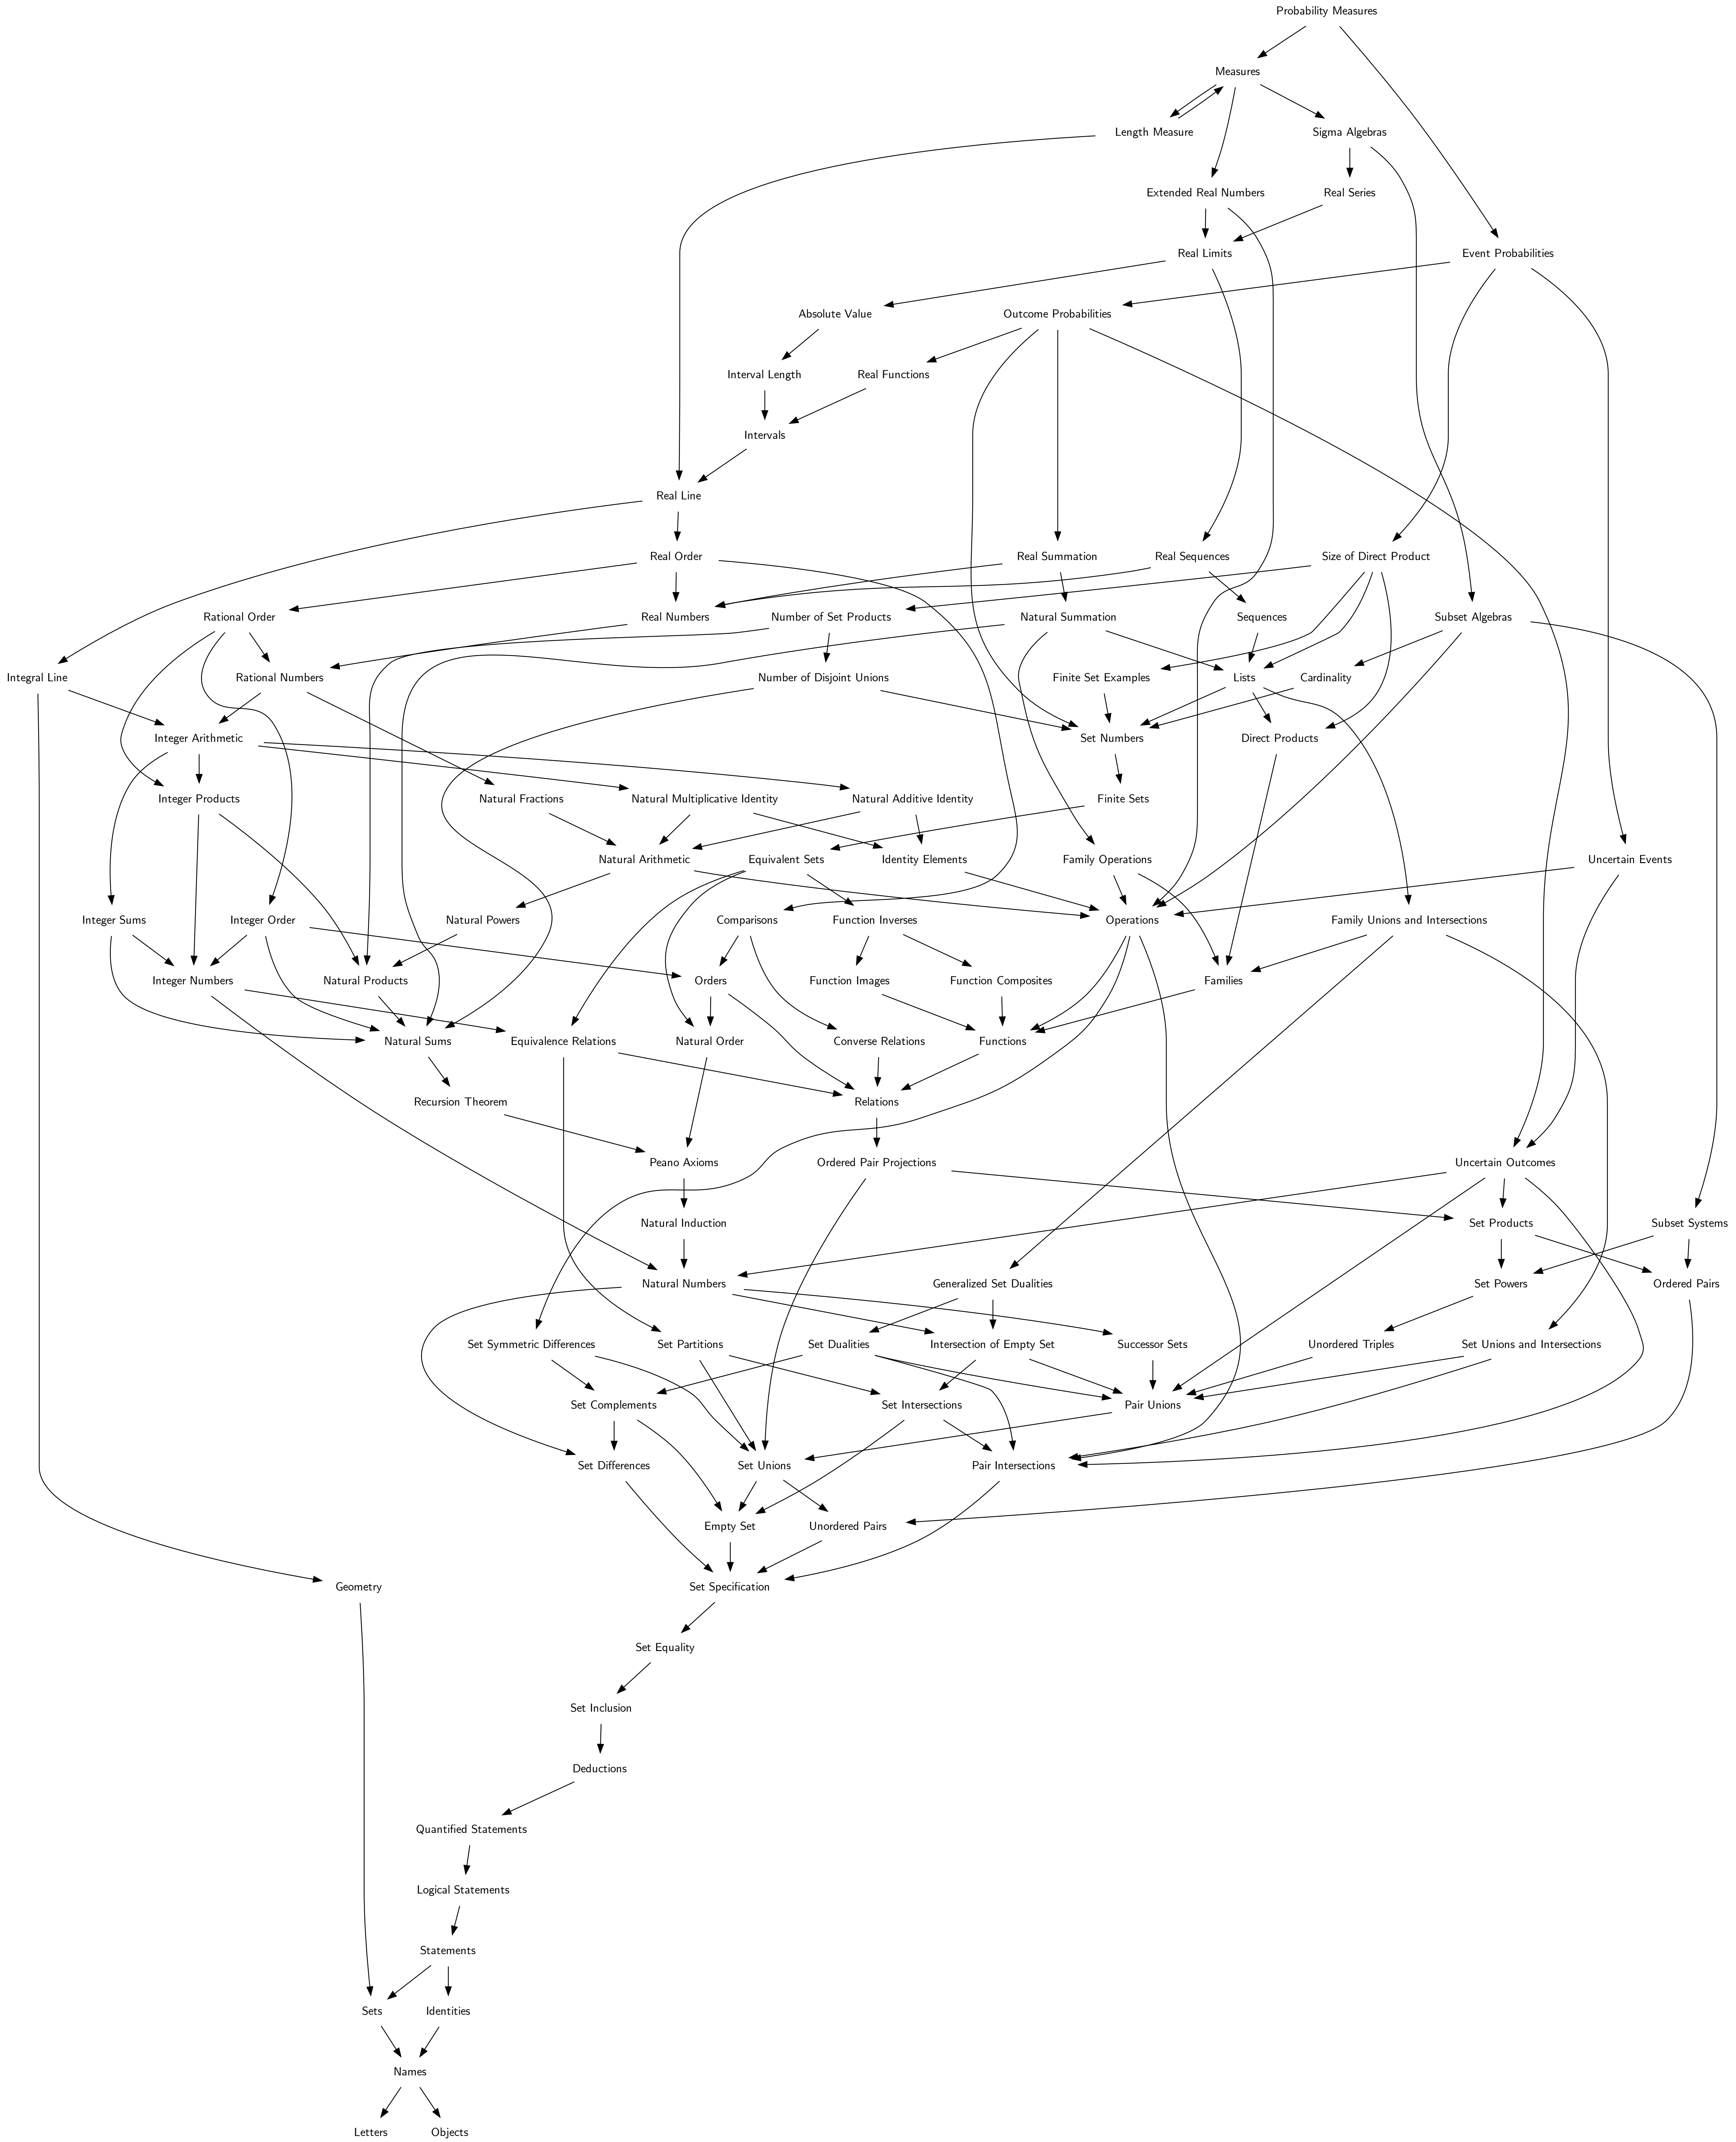 Probability Measures
Measures
Length Measure
Sigma Algebras
Extended Real Numbers
Real Series
Real Limits
Event Probabilities
Absolute Value
Outcome Probabilities
Interval Length
Real Functions
Intervals
Real Line
Real Order
Real Summation
Real Sequences
Size of Direct Product
Rational Order
Real Numbers
Number of Set Products
Natural Summation
Sequences
Subset Algebras
Integral Line
Rational Numbers
Number of Disjoint Unions
Finite Set Examples
Lists
Cardinality
Integer Arithmetic
Set Numbers
Direct Products
Integer Products
Natural Fractions
Natural Multiplicative Identity
Natural Additive Identity
Finite Sets
Natural Arithmetic
Equivalent Sets
Identity Elements
Family Operations
Uncertain Events
Integer Sums
Integer Order
Natural Powers
Comparisons
Function Inverses
Operations
Family Unions and Intersections
Integer Numbers
Natural Products
Orders
Function Images
Function Composites
Families
Natural Sums
Equivalence Relations
Natural Order
Converse Relations
Functions
Recursion Theorem
Relations
Peano Axioms
Ordered Pair Projections
Uncertain Outcomes
Natural Induction
Set Products
Subset Systems
Natural Numbers
Generalized Set Dualities
Set Powers
Ordered Pairs
Set Symmetric Differences
Set Partitions
Set Dualities
Intersection of Empty Set
Successor Sets
Unordered Triples
Set Unions and Intersections
Set Complements
Set Intersections
Pair Unions
Set Differences
Set Unions
Pair Intersections
Empty Set
Unordered Pairs
Geometry
Set Specification
Set Equality
Set Inclusion
Deductions
Quantified Statements
Logical Statements
Statements
Sets
Identities
Names
Letters
Objects